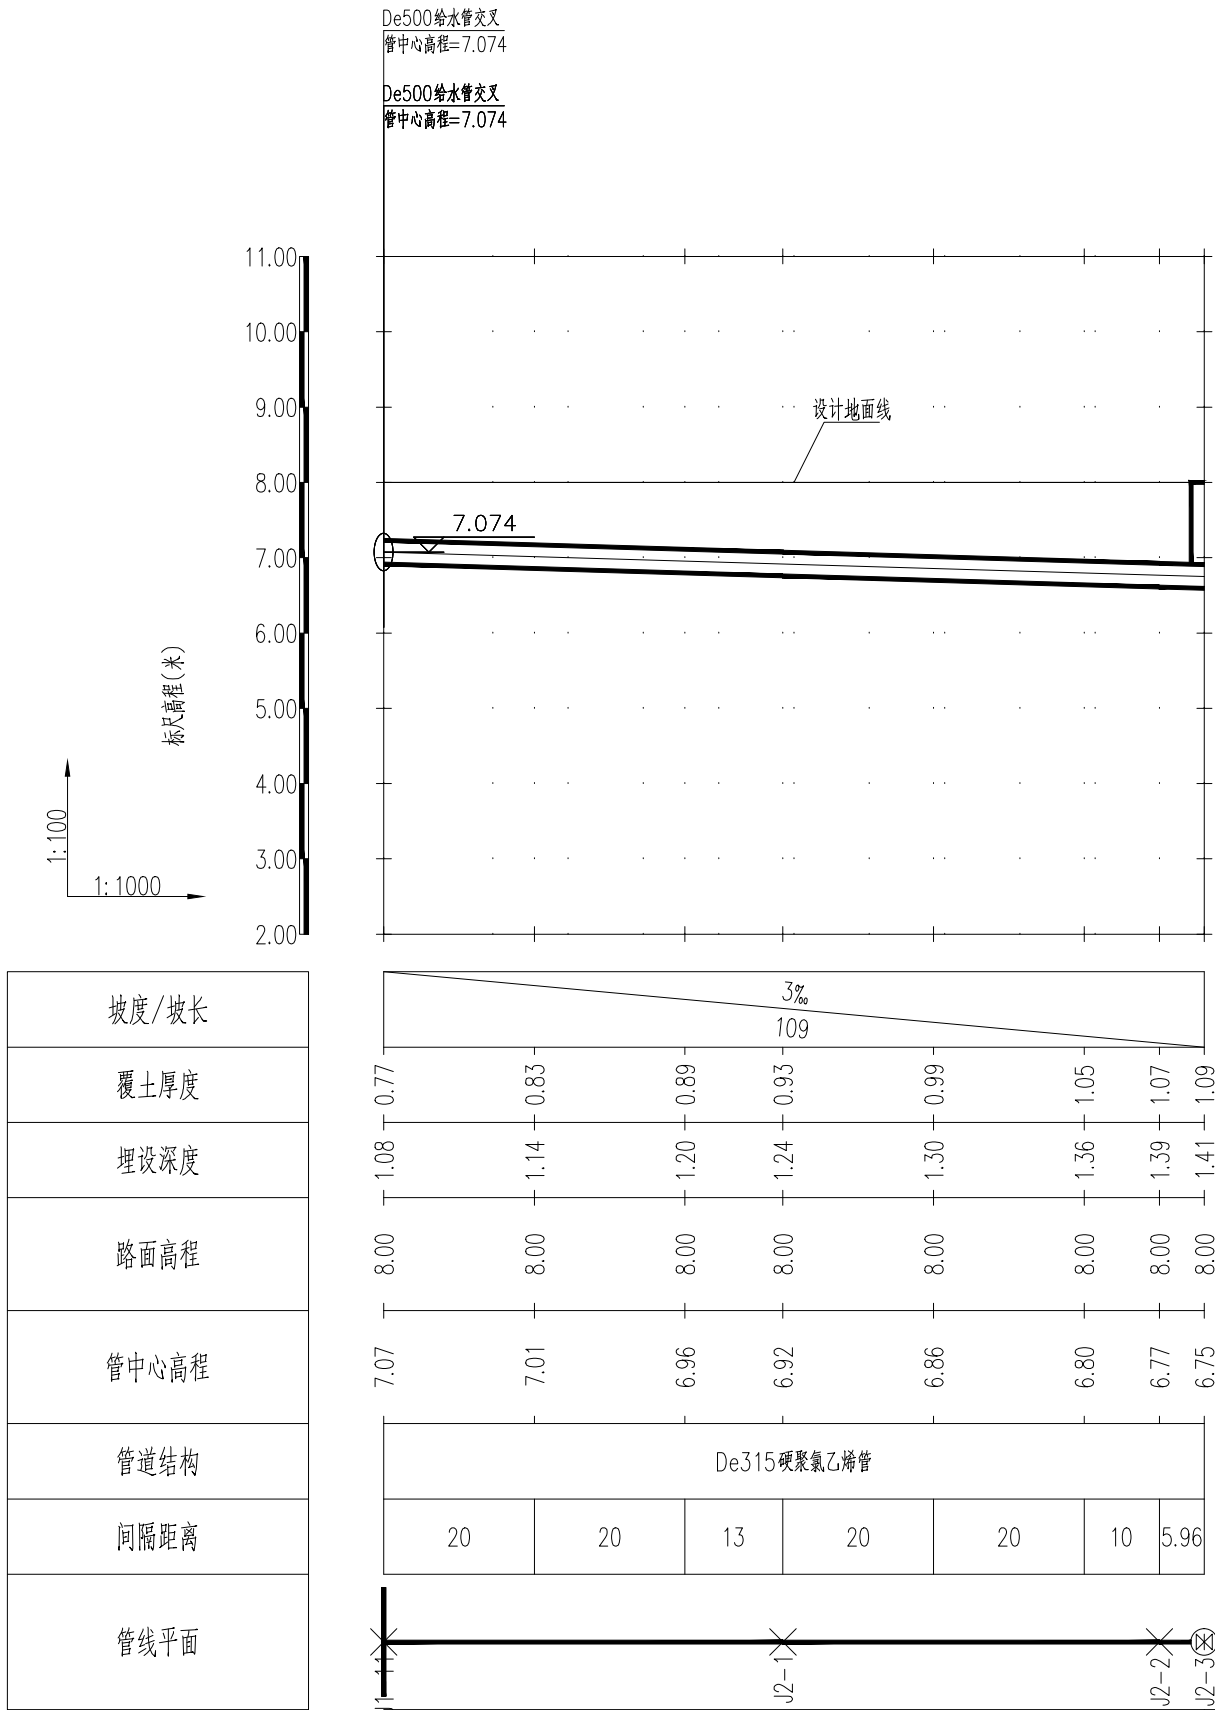 De500给水管交叉
管中心高程=7.074
De500给水管交叉
管中心高程=7.074
11.00
10.00
9.00
设计地面线
8.00
7.074
7.00
6.00
标尺高程(米)
5.00
4.00
1:100
3.00
1:1000
2.00
坡度/坡长
3‰
109
覆土厚度 0.77 0.83 0.89 0.93 0.99 1.05 1.07 1.09
埋设深度 1.08 1.14 1.20 1.24 1.30 1.36 1.39 1.41
路面高程 8.00 8.00 8.00 8.00 8.00 8.00 8.00 8.00
管中心高程 7.07 7.01 6.96 6.92 6.86 6.80 6.77 6.75
管道结构 De315硬聚氯乙烯管
间隔距离 20 20 13 20 20 10 5.96
管线平面 J2-1 J2-2 J2-3